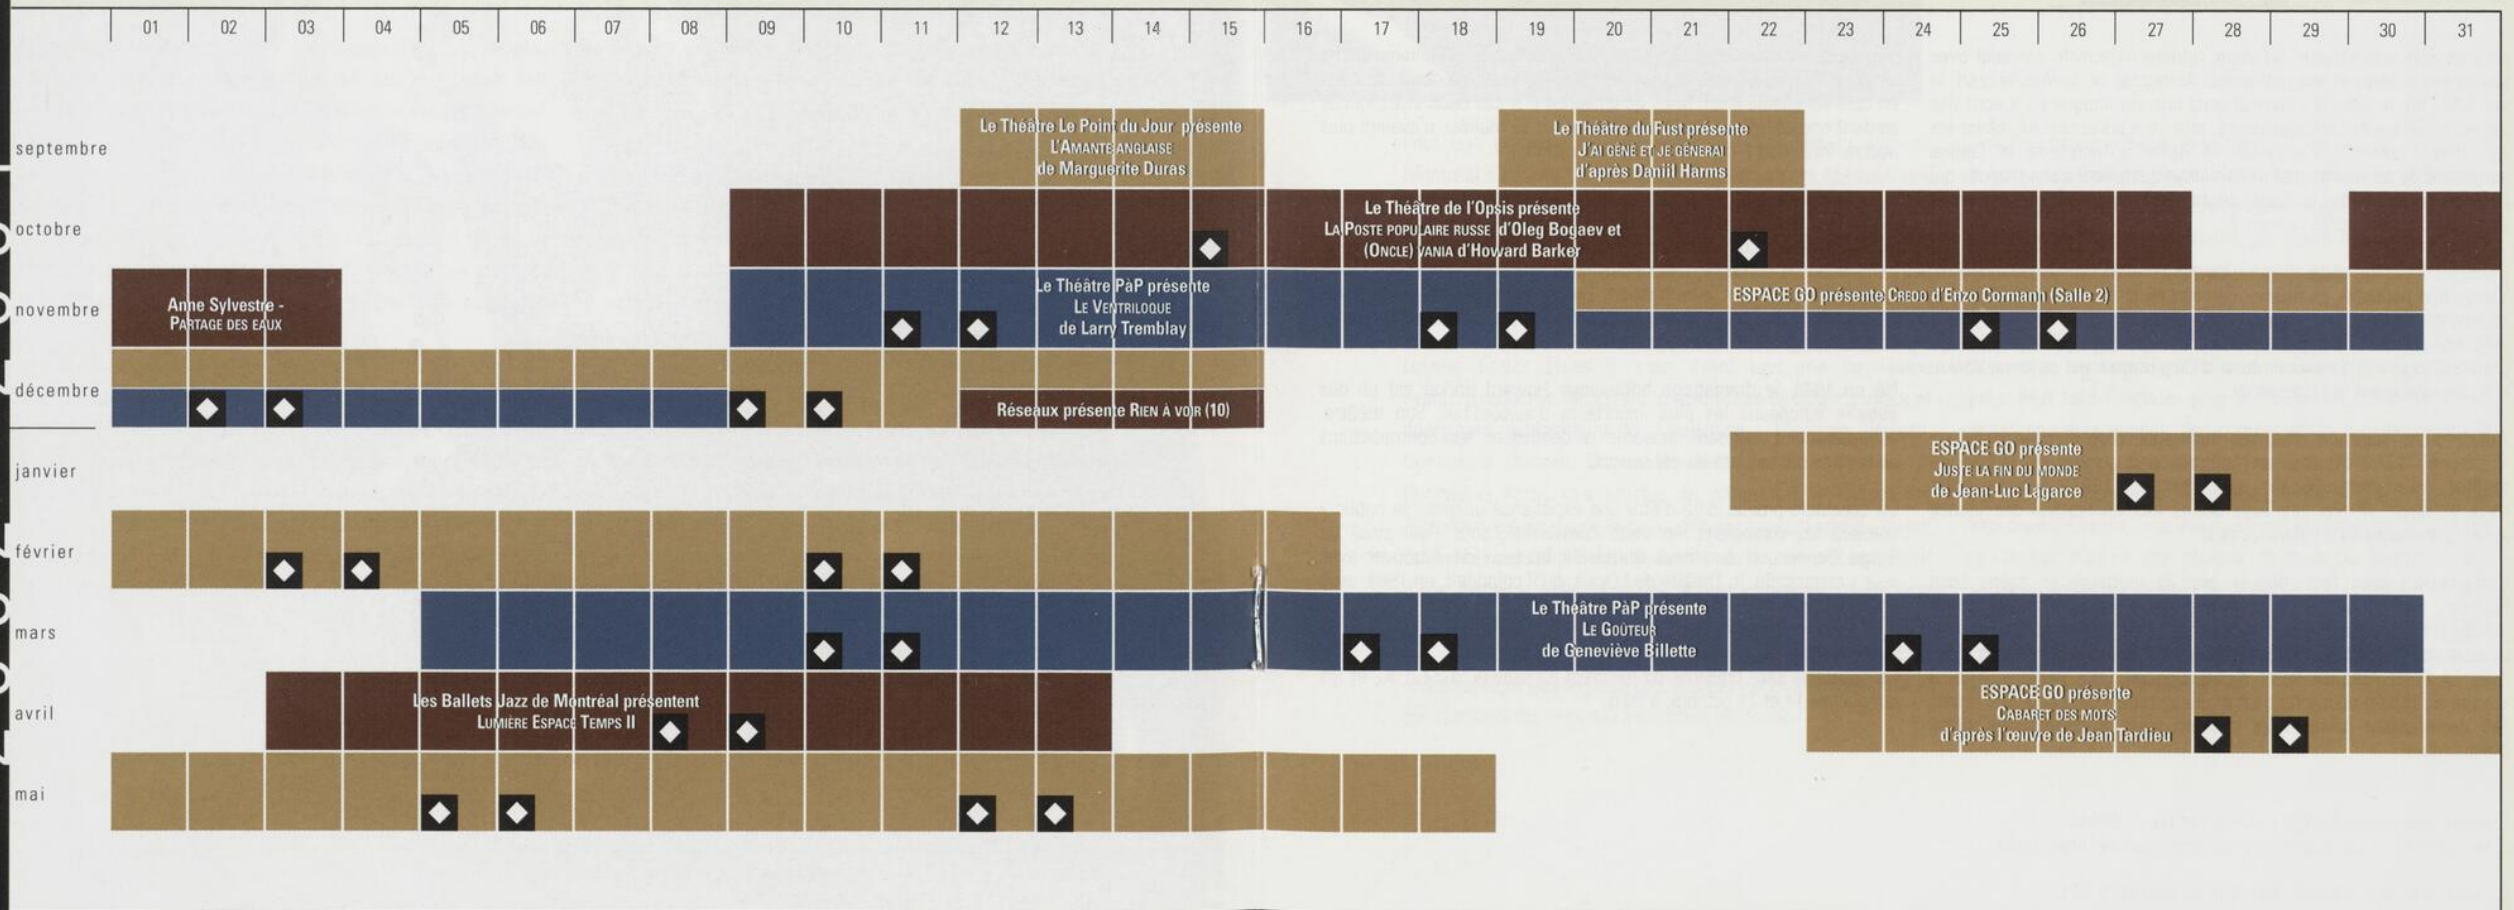 01 02 03 04 05 06 07 08 09 10 11 12 13 14 15 16 17 18 19 20 21 22 23 24 25 26 27 28 29 30 31
septembre
Le Théâtre Le Point du Jour présente
L'AMANTE ANGLAISE
de Marguerite Duras
Le Théâtre du Fust présente
J'AI GÊNÉ ET JE GÊNERAI
d'après Daniil Harms
octobre
Le Théâtre de l'Opsis présente
LA POSTE POPULAIRE RUSSE d'Oleg Bogaev et
(ONCLE) VANIA d'Howard Barker
novembre
Anne Sylvestre -
PARTAGE DES EAUX
Le Théâtre PàP présente
LE VENTRILOQUE
de Larry Tremblay
ESPACE GO présente CREDO d'Enzo Cormann (Salle 2)
décembre
Réseaux présente RIEN À VOIR (10)
janvier
ESPACE GO présente
JUSTE LA FIN DU MONDE
de Jean-Luc Lagarce
février
mars
Le Théâtre PàP présente
LE GOÛTEUR
de Geneviève Billette
avril
Les Ballets Jazz de Montréal présentent
LUMIÈRE ESPACE TEMPS II
ESPACE GO présente
CABARET DES MOTS
d'après l'œuvre de Jean Tardieu
mai